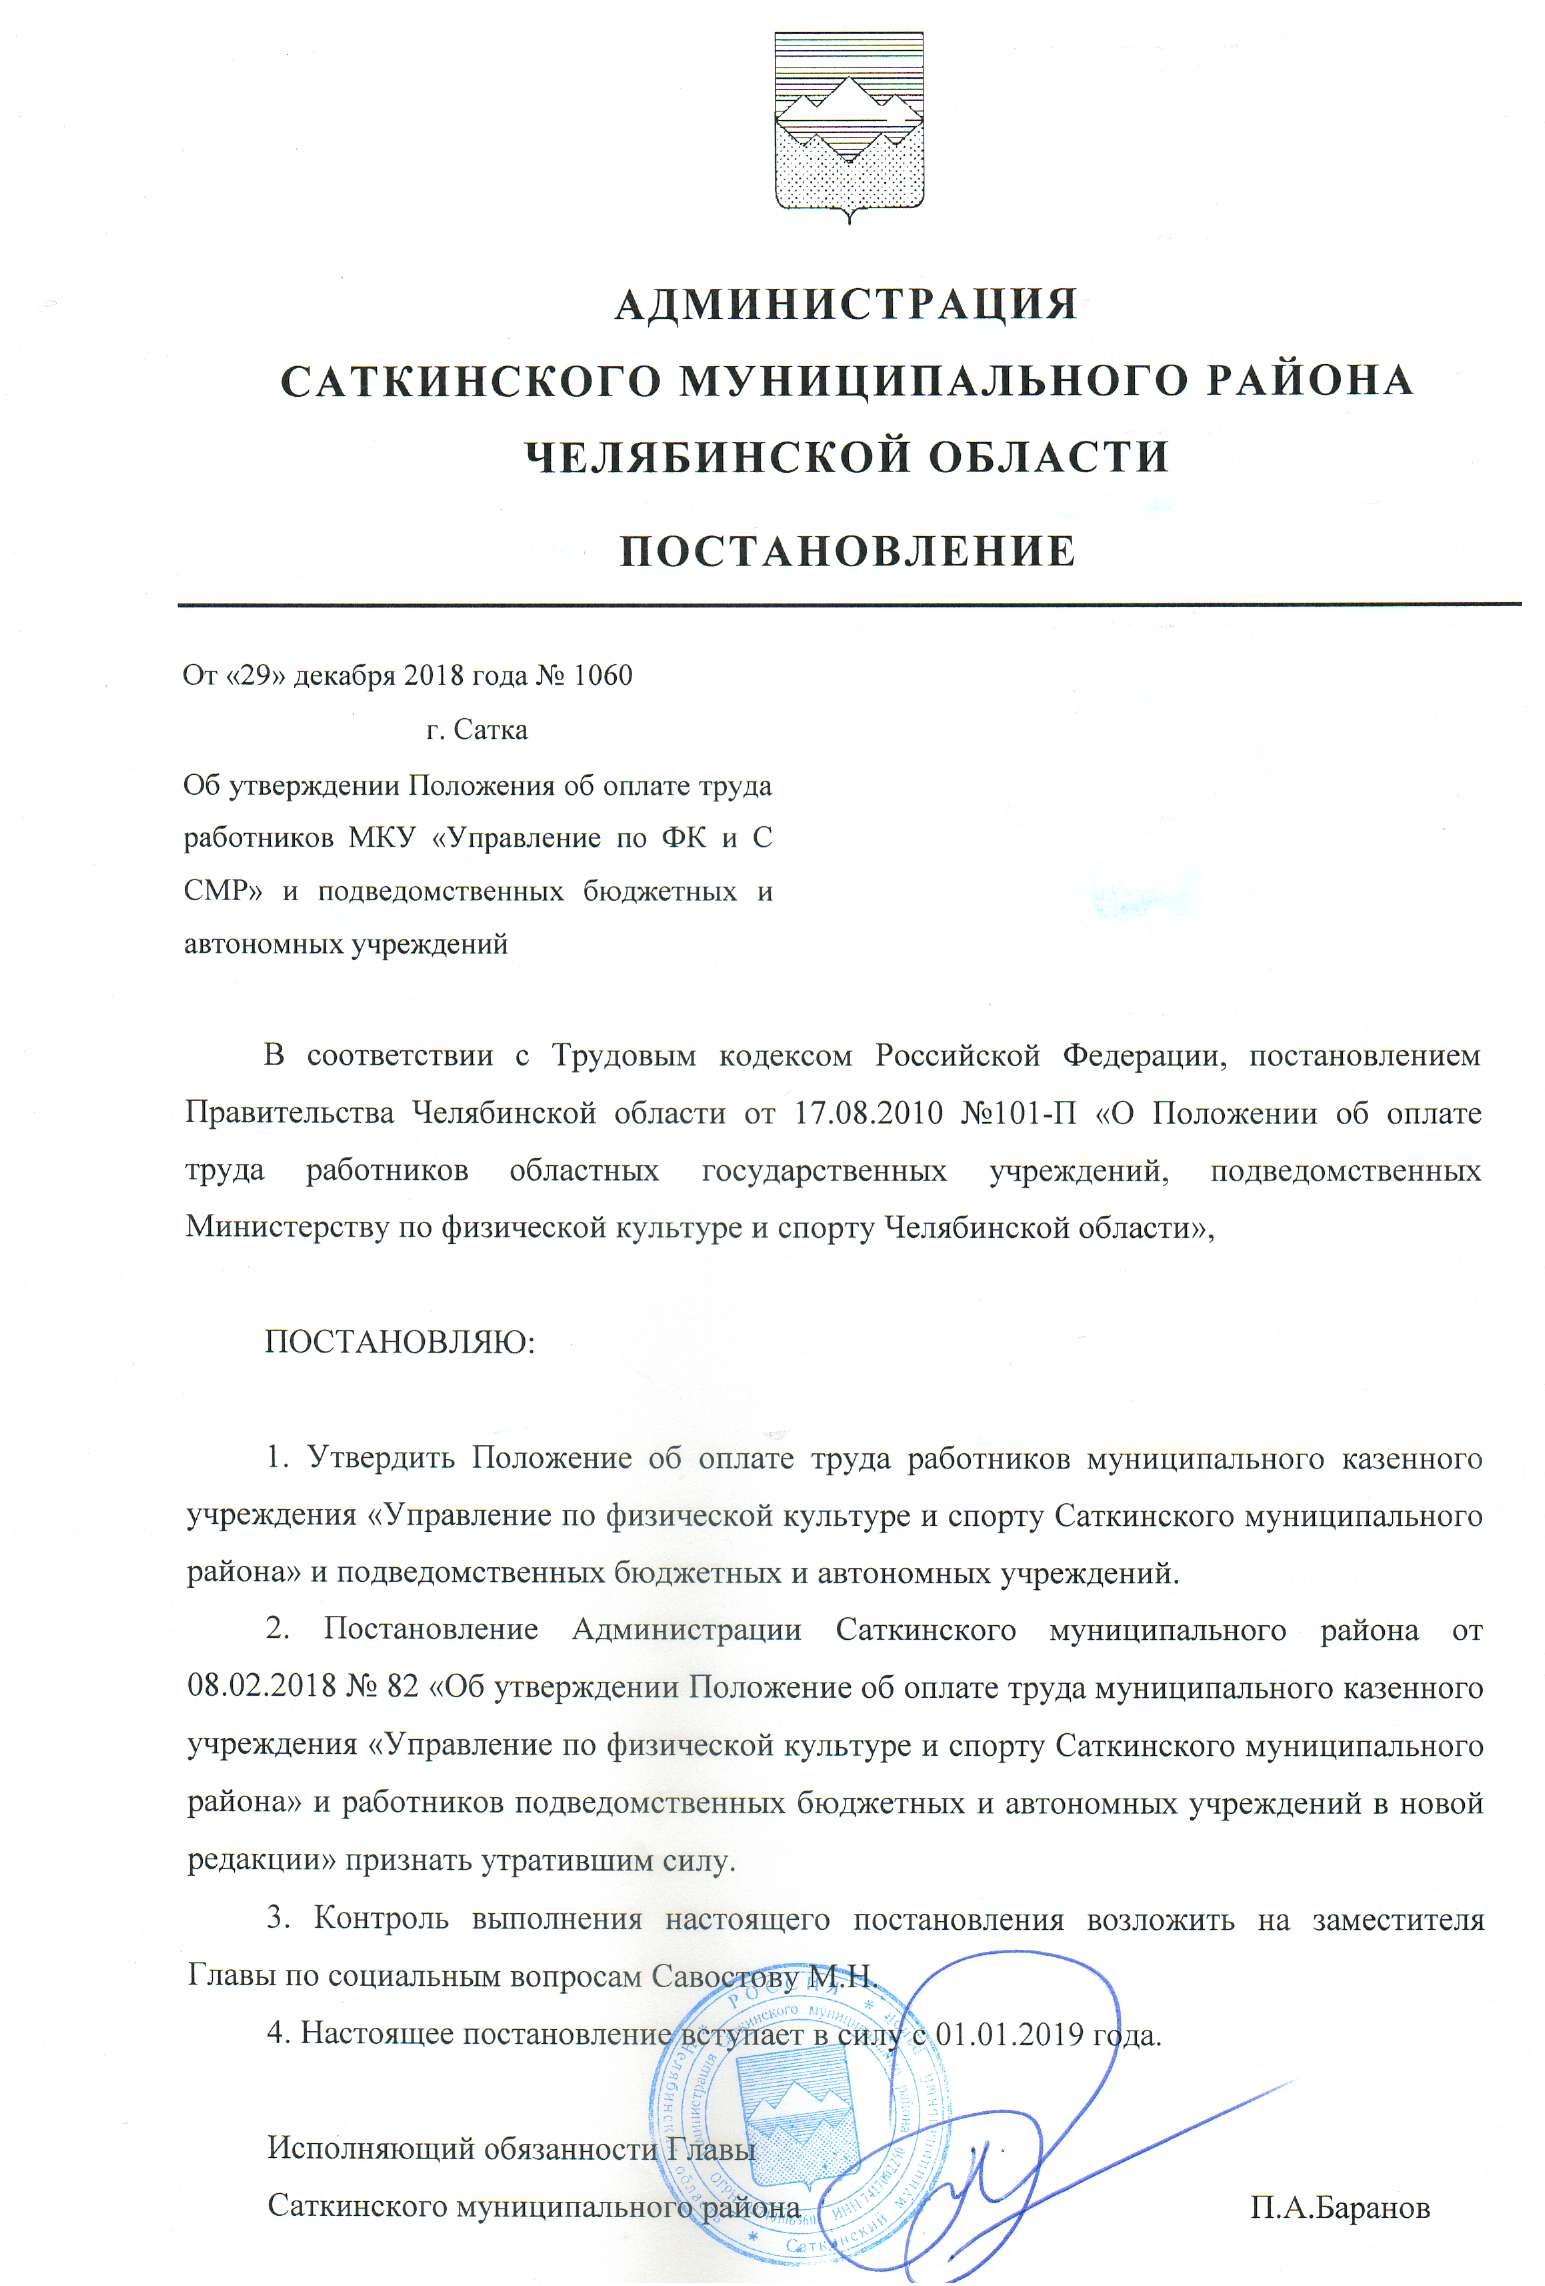 АДМИНИСТРАЦИЯ
САТКИНСКОГО МУНИЦИПАЛЬНОГО РАЙОНА
ЧЕЛЯБИНСКОЙ ОБЛАСТИ
ПОСТАНОВЛЕНИЕ
От «29» декабря 2018 года № 1060
г. Сатка
Об утверждении Положения об оплате труда
работников МКУ «Управление по ФК и С
СМР» и подведомственных бюджетных и
автономных учреждений
В соответствии с Трудовым кодексом Российской Федерации, постановлением
Правительства Челябинской области от 17.08.2010 №101-П «О Положении об оплате
труда работников областных государственных учреждений, подведомственных
Министерству по физической культуре и спорту Челябинской области»,
ПОСТАНОВЛЯЮ:
1. Утвердить Положение об оплате труда работников муниципального казенного
учреждения «Управление по физической культуре и спорту Саткинского муниципального
района» и подведомственных бюджетных и автономных учреждений.
2. Постановление Администрации Саткинского муниципального района от
08.02.2018 № 82 «Об утверждении Положение об оплате труда муниципального казенного
учреждения «Управление по физической культуре и спорту Саткинского муниципального
района» и работников подведомственных бюджетных и автономных учреждений в новой
редакции» признать утратившим силу.
3. Контроль выполнения настоящего постановления возложить на заместителя
Главы по социальным вопросам Савостову М.Н.
4. Настоящее постановление вступает в силу с 01.01.2019 года.
Исполняющий обязанности Главы
Саткинского муниципального района П.А.Баранов
РОССИЯ
Саткинский муниципальный район